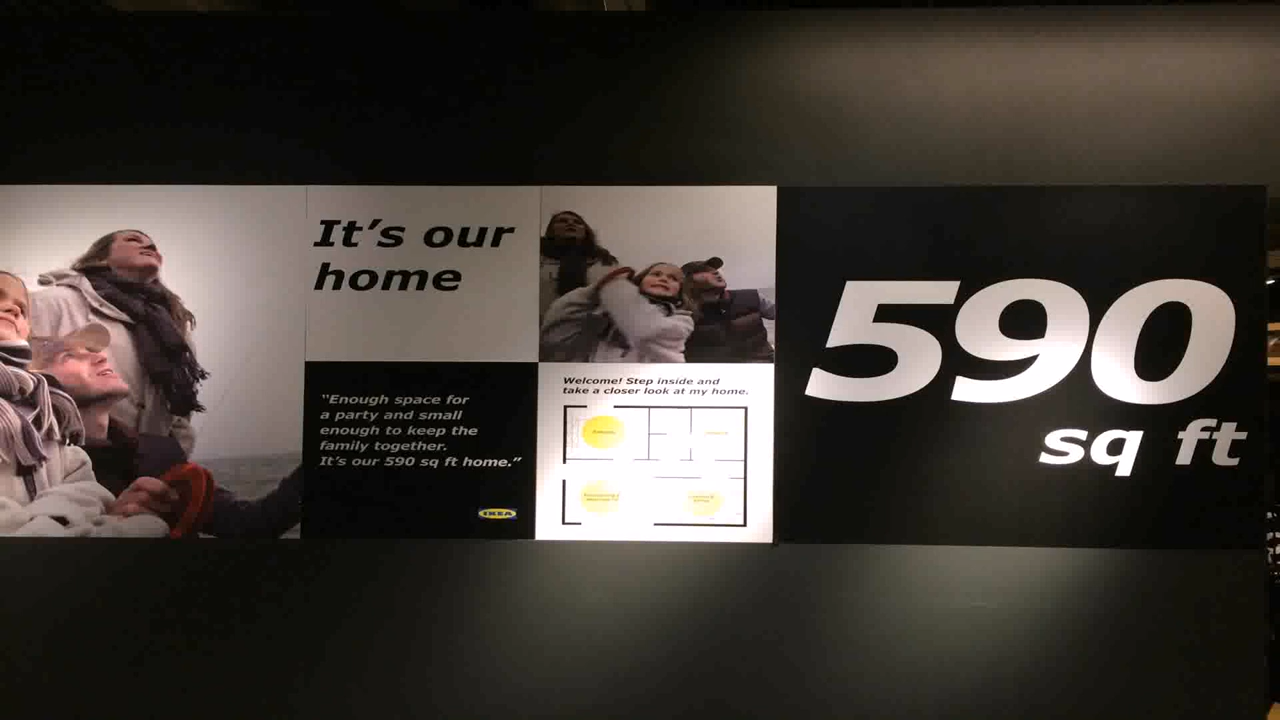 It's our
home
"Enough space for
a party and small
enough to keep the
family together.
It's our 590 sq ft home."
IKEA
Welcome! Step inside and
take a closer look at my home.
590
sq ft